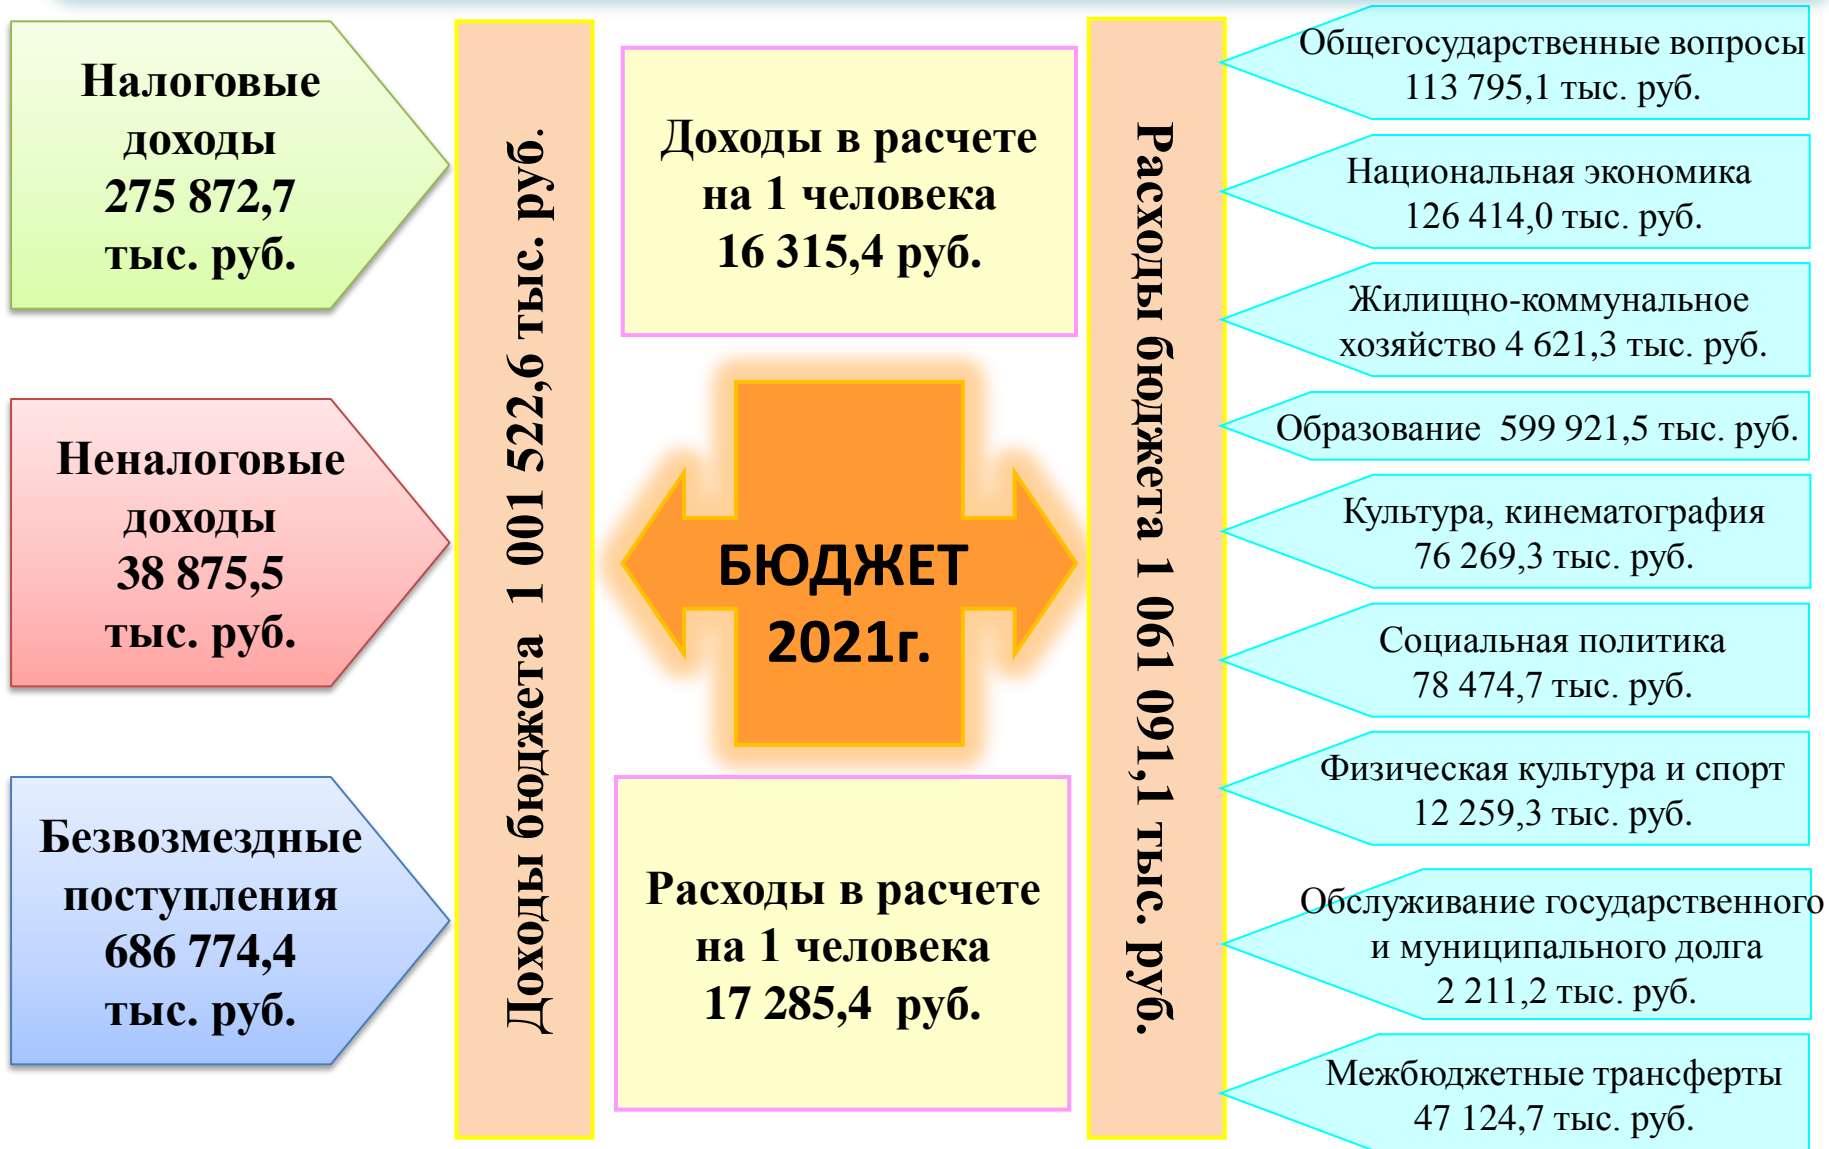 Налоговые
доходы
275 872,7
тыс. руб.
Неналоговые
доходы
38 875,5
тыс. руб.
Безвозмездные
поступления
686 774,4
тыс. руб.
Доходы бюджета 1 001 522,6 тыс. руб.
Доходы в расчете
на 1 человека
16 315,4 руб.
БЮДЖЕТ
2021г.
Расходы в расчете
на 1 человека
17 285,4 руб.
Расходы бюджета 1 061 091,1 тыс. руб.
Общегосударственные вопросы
113 795,1 тыс. руб.
Национальная экономика
126 414,0 тыс. руб.
Жилищно-коммунальное
хозяйство 4 621,3 тыс. руб.
Образование 599 921,5 тыс. руб.
Культура, кинематография
76 269,3 тыс. руб.
Социальная политика
78 474,7 тыс. руб.
Физическая культура и спорт
12 259,3 тыс. руб.
Обслуживание государственного
и муниципального долга
2 211,2 тыс. руб.
Межбюджетные трансферты
47 124,7 тыс. руб.